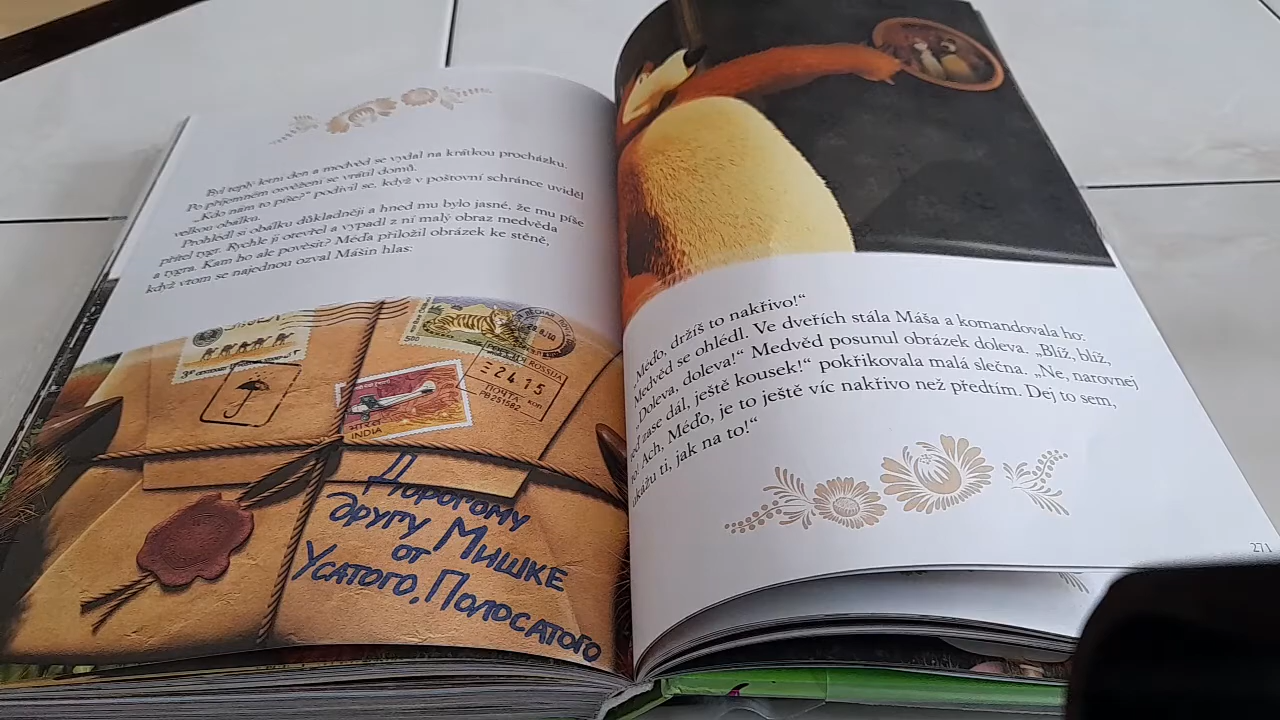 Byl teplý letní den a medvěd se vydal na krátkou procházku.
Po příjemném osvěžení se vrátil domů.
„Kdo nám to píše?“ podivil se, když v poštovní schránce uviděl
velkou obálku.
Prohlédl si obálku důkladněji a hned mu bylo jasné, že mu píše
přítel tygr. Rychle ji otevřel a vypadl z ní malý obraz medvěda
a tygra. Kam ho ale pověsit? Méďa přiložil obrázek ke stěně,
když vtom se najednou ozval Mášin hlas:
500
ROSSIJA
24.15
ПОЧТА коп
РВ251582
भारत
INDIA
Дорогому
другу Мишке
от
Усатого, Полосатого
„Méďo, držíš to nakřivo!“
Medvěd se ohlédl. Ve dveřích stála Máša a komandovala ho:
„Doleva, doleva!“ Medvěd posunul obrázek doleva. „Blíž, blíž,
teď zase dál, ještě kousek!“ pokřikovala malá slečna. „Ne, narovnej
to! Ach, Méďo, je to ještě víc nakřivo než předtím. Dej to sem,
ukážu ti, jak na to!“
271